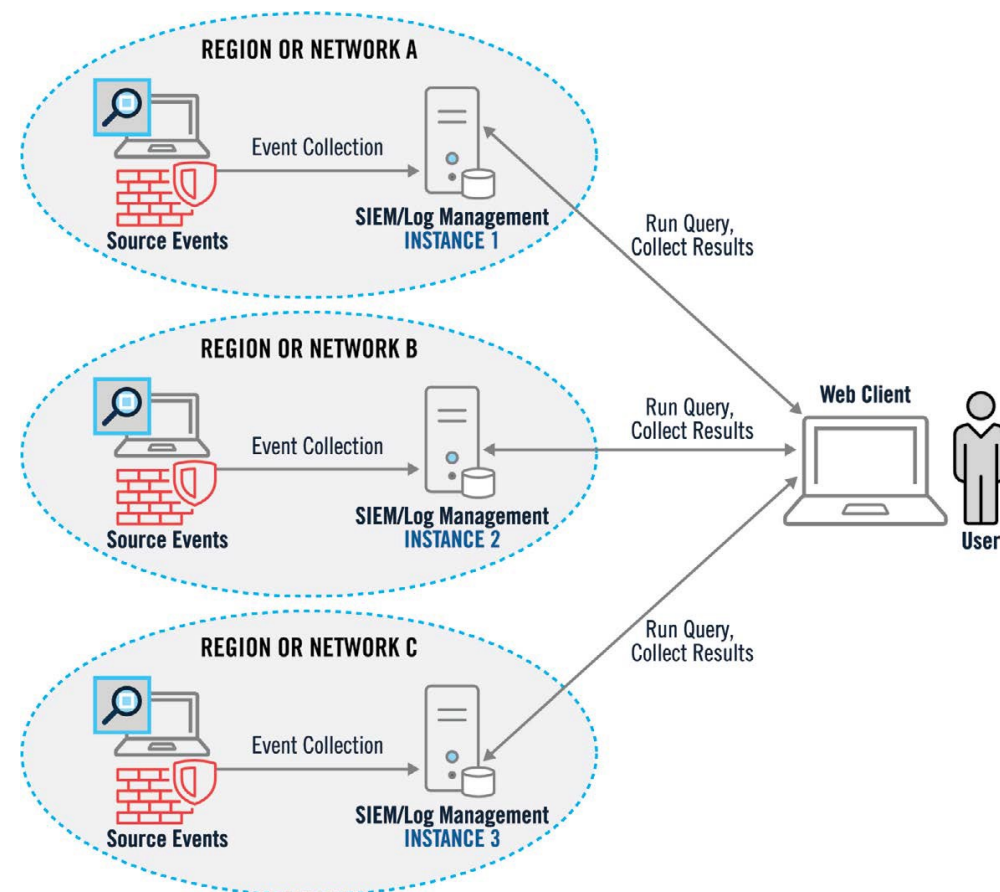 REGION OR NETWORK A
Event Collection
SIEM/Log Management
INSTANCE 1
Source Events
Run Query,
Collect Results
REGION OR NETWORK B
Event Collection
SIEM/Log Management
INSTANCE 2
Source Events
Run Query,
Collect Results
Web Client
User
REGION OR NETWORK C
Event Collection
SIEM/Log Management
INSTANCE 3
Source Events
Run Query,
Collect Results